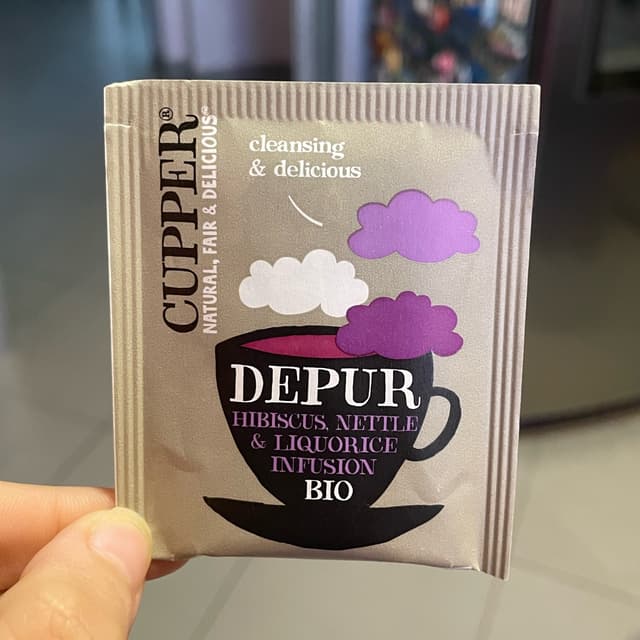 CUPPER®
NATURAL, FAIR & DELICIOUS®
cleansing
& delicious
DEPUR
HIBISCUS, NETTLE
& LIQUORICE
INFUSION
BIO